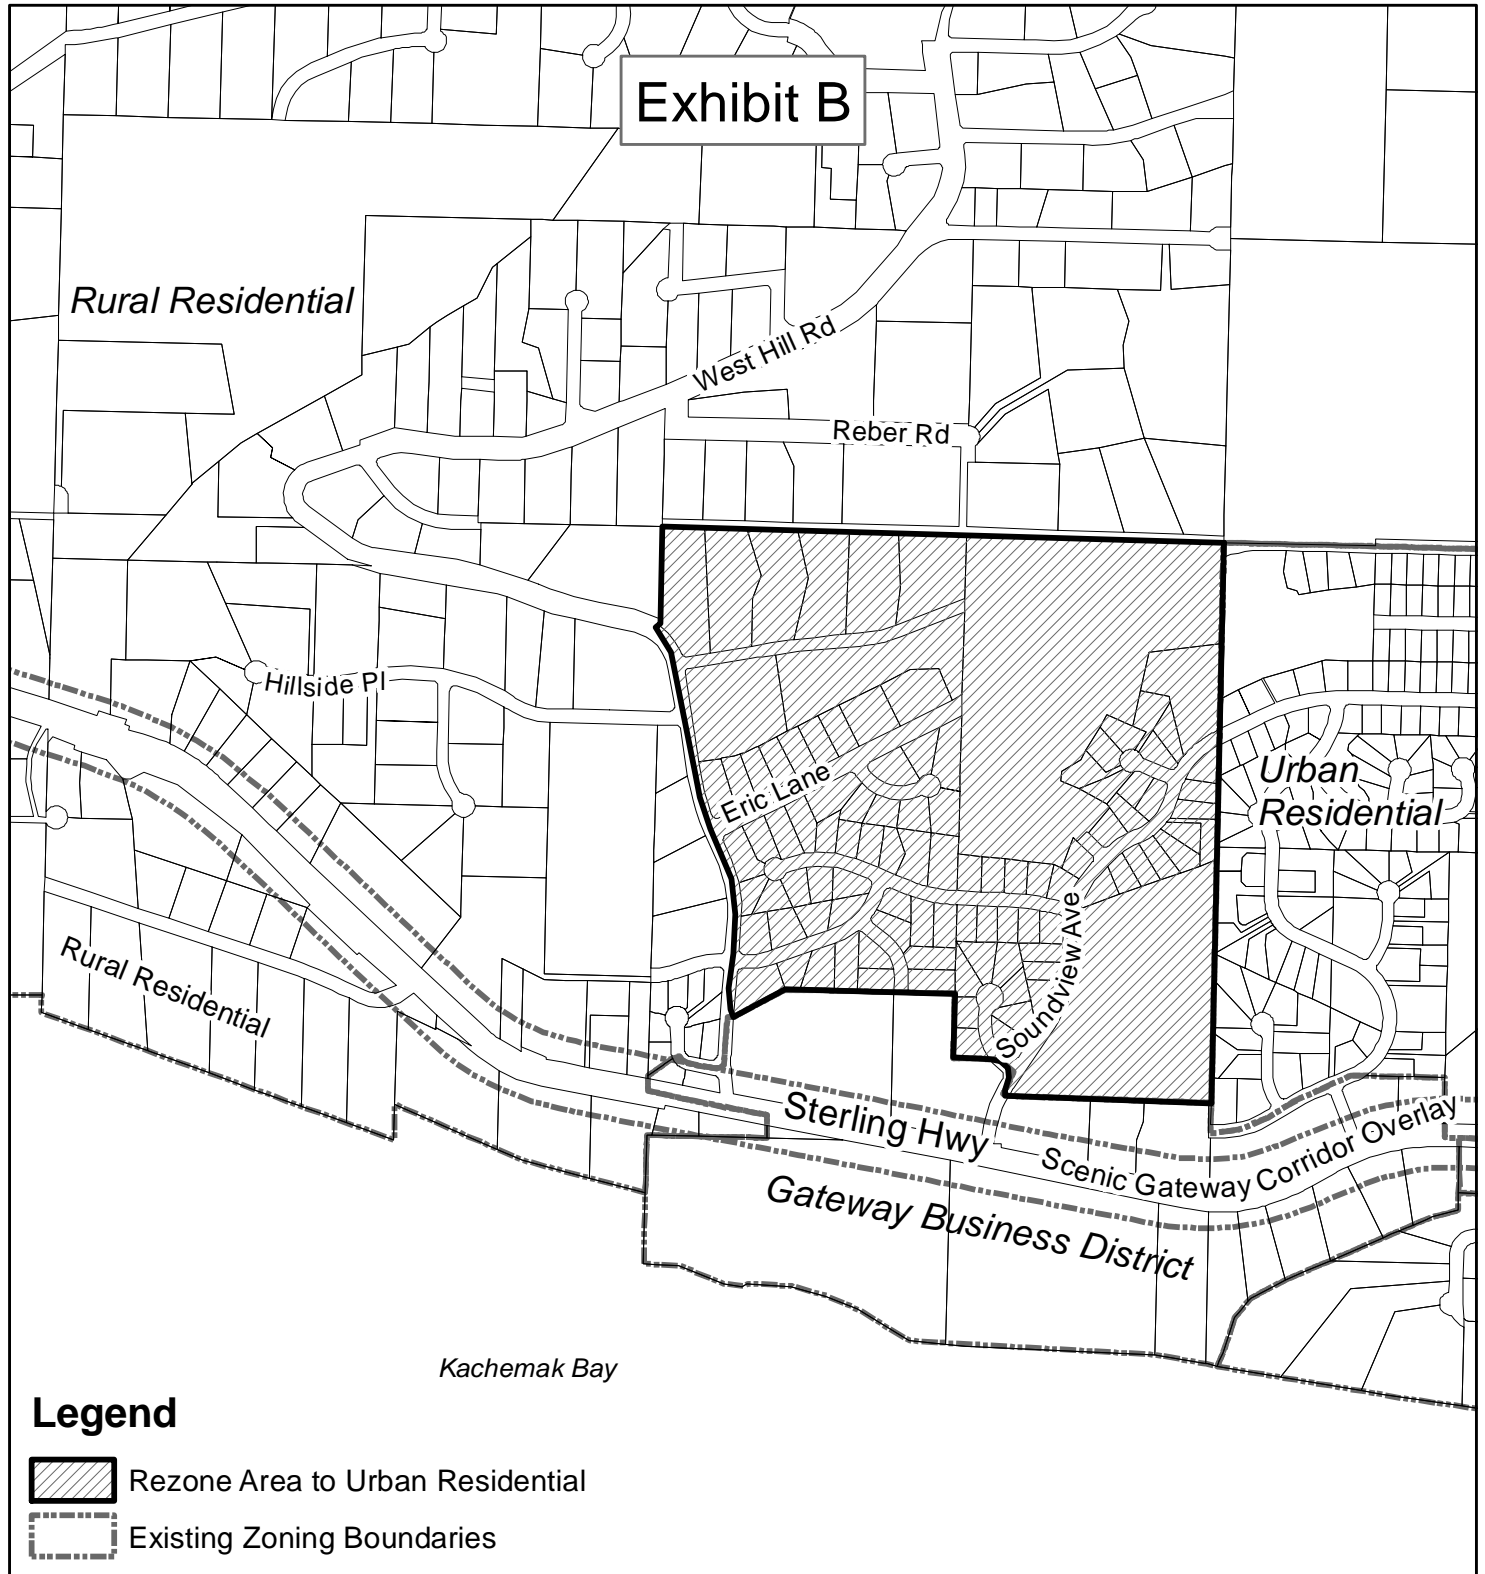 Exhibit B
Rural Residential
West Hill Rd
Reber Rd
Hillside Pl
Eric Lane
Urban
Residential
Soundview Ave
Rural Residential
Sterling Hwy
Scenic Gateway Corridor Overlay
Gateway Business District
Kachemak Bay
Legend
Rezone Area to Urban Residential
Existing Zoning Boundaries